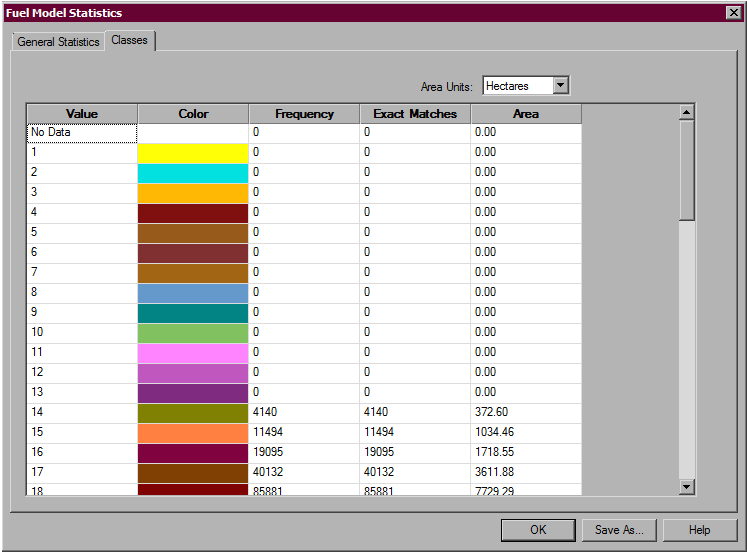 Fuel Model Statistics
General Statistics Classes
Area Units: Hectares
Value Color Frequency Exact Matches Area
No Data 0 0 0.00
1 0 0 0.00
2 0 0 0.00
3 0 0 0.00
4 0 0 0.00
5 0 0 0.00
6 0 0 0.00
7 0 0 0.00
8 0 0 0.00
9 0 0 0.00
10 0 0 0.00
11 0 0 0.00
12 0 0 0.00
13 0 0 0.00
14 4140 4140 372.60
15 11494 11494 1034.46
16 19095 19095 1718.55
17 40132 40132 3611.88
18 85881 85881 7729.29
OK Save As... Help